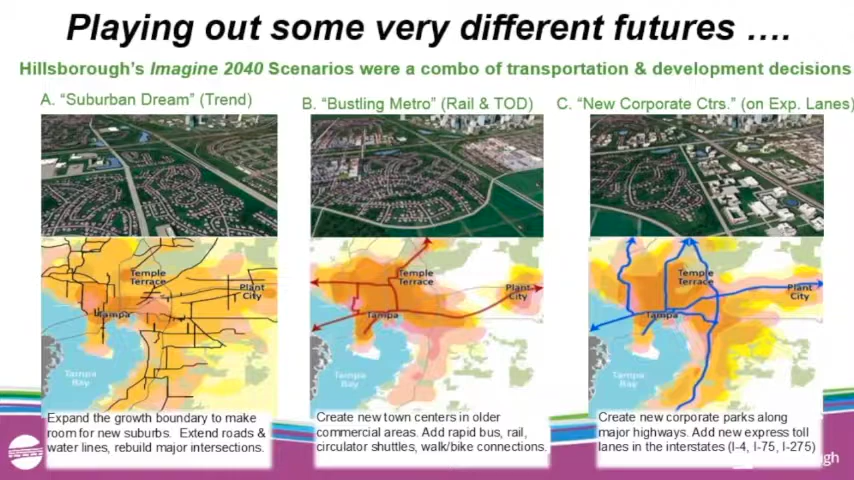 Playing out some very different futures ....
Hillsborough's Imagine 2040 Scenarios were a combo of transportation & development decisions
A. "Suburban Dream" (Trend)
B. "Bustling Metro" (Rail & TOD)
C. "New Corporate Ctrs." (on Exp. Lanes)
Temple
Terrace
Plant
City
Tampa
Tampa
Bay
Temple
Terrace
Plant
City
Tampa
Tampa
Bay
Temple
Terrace
Plant
City
Tampa
Tampa
Bay
Expand the growth boundary to make
room for new suburbs. Extend roads &
water lines, rebuild major intersections.
Create new town centers in older
commercial areas. Add rapid bus, rail,
circulator shuttles, walk/bike connections.
Create new corporate parks along
major highways. Add new express toll
lanes in the interstates (I-4, I-75, I-275)